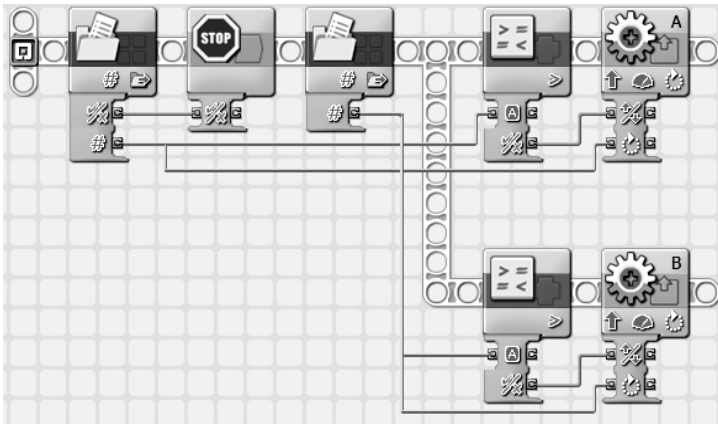 STOP
A
# #
> =
= <
>
#
# A
B
> =
= <
>
A